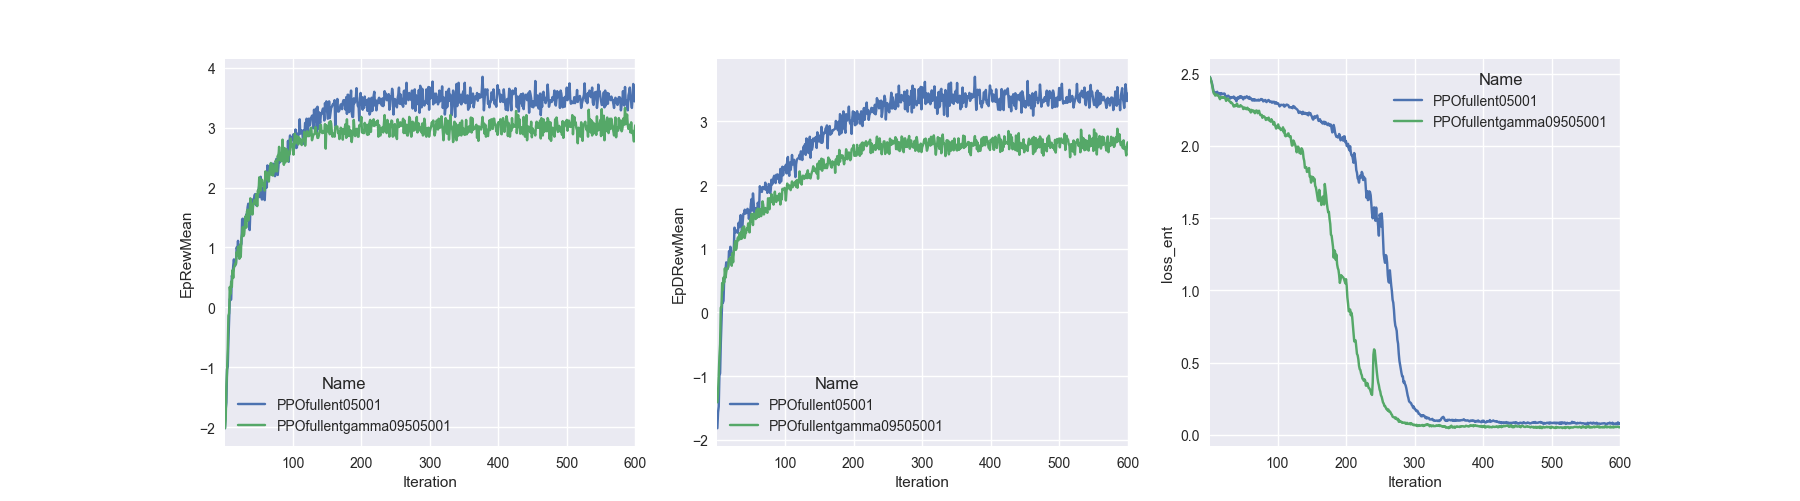 EpRewMean
4
3
2
1
0
−1
−2
100 200 300 400 500 600
Iteration
Name
PPOfullent05001
PPOfullentgamma09505001
EpDRewMean
3
2
1
0
−1
−2
100 200 300 400 500 600
Iteration
Name
PPOfullent05001
PPOfullentgamma09505001
loss_ent
2.5
2.0
1.5
1.0
0.5
0.0
100 200 300 400 500 600
Iteration
Name
PPOfullent05001
PPOfullentgamma09505001